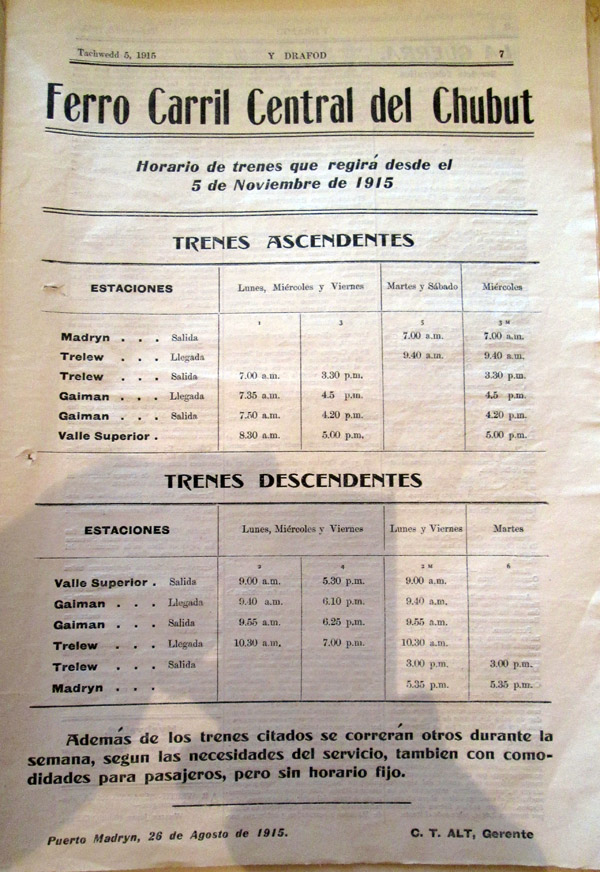 Tachwedd 5, 1915 Y DRAFOD 7
Ferro Carril Central del Chubut
Horario de trenes que regirá desde el
5 de Noviembre de 1915
TRENES ASCENDENTES
ESTACIONES Lunes, Miércoles y Viernes Martes y Sábado Miércoles
1 3 5 3 M
Madryn . . . Salida 7.00 a.m. 7.00 a.m.
Trelew . . . Llegada 9.40 a.m. 9.40 a.m.
Trelew . . . Salida 7.00 a.m. 3.30 p.m. 3.30 p.m.
Gaiman . . . Llegada 7.35 a.m. 4.5 p.m. 4.5 p.m.
Gaiman . . . Salida 7.50 a.m. 4.20 p.m. 4.20 p.m.
Valle Superior . 8.30 a.m. 5.00 p.m. 5.00 p.m.
TRENES DESCENDENTES
ESTACIONES Lunes, Miércoles y Viernes Lunes y Viernes Martes
2 4 2 M 6
Valle Superior . Salida 9.00 a.m. 5.30 p.m. 9.00 a.m.
Gaiman . . . Llegada 9.40 a.m. 6.10 p.m. 9.40 a.m.
Gaiman . . . Salida 9.55 a.m. 6.25 p.m. 9.55 a.m.
Trelew . . . Llegada 10.30 a.m. 7.00 p.m. 10.30 a.m.
Trelew . . . Salida 3.00 p.m. 3.00 p.m.
Madryn . . . 5.35 p.m. 5.35 p.m.
Además de los trenes citados se correrán otros durante la
semana, segun las necesidades del servicio, tambien con como-
didades para pasajeros, pero sin horario fijo.
Puerto Madryn, 26 de Agosto de 1915. C. T. ALT, Gerente